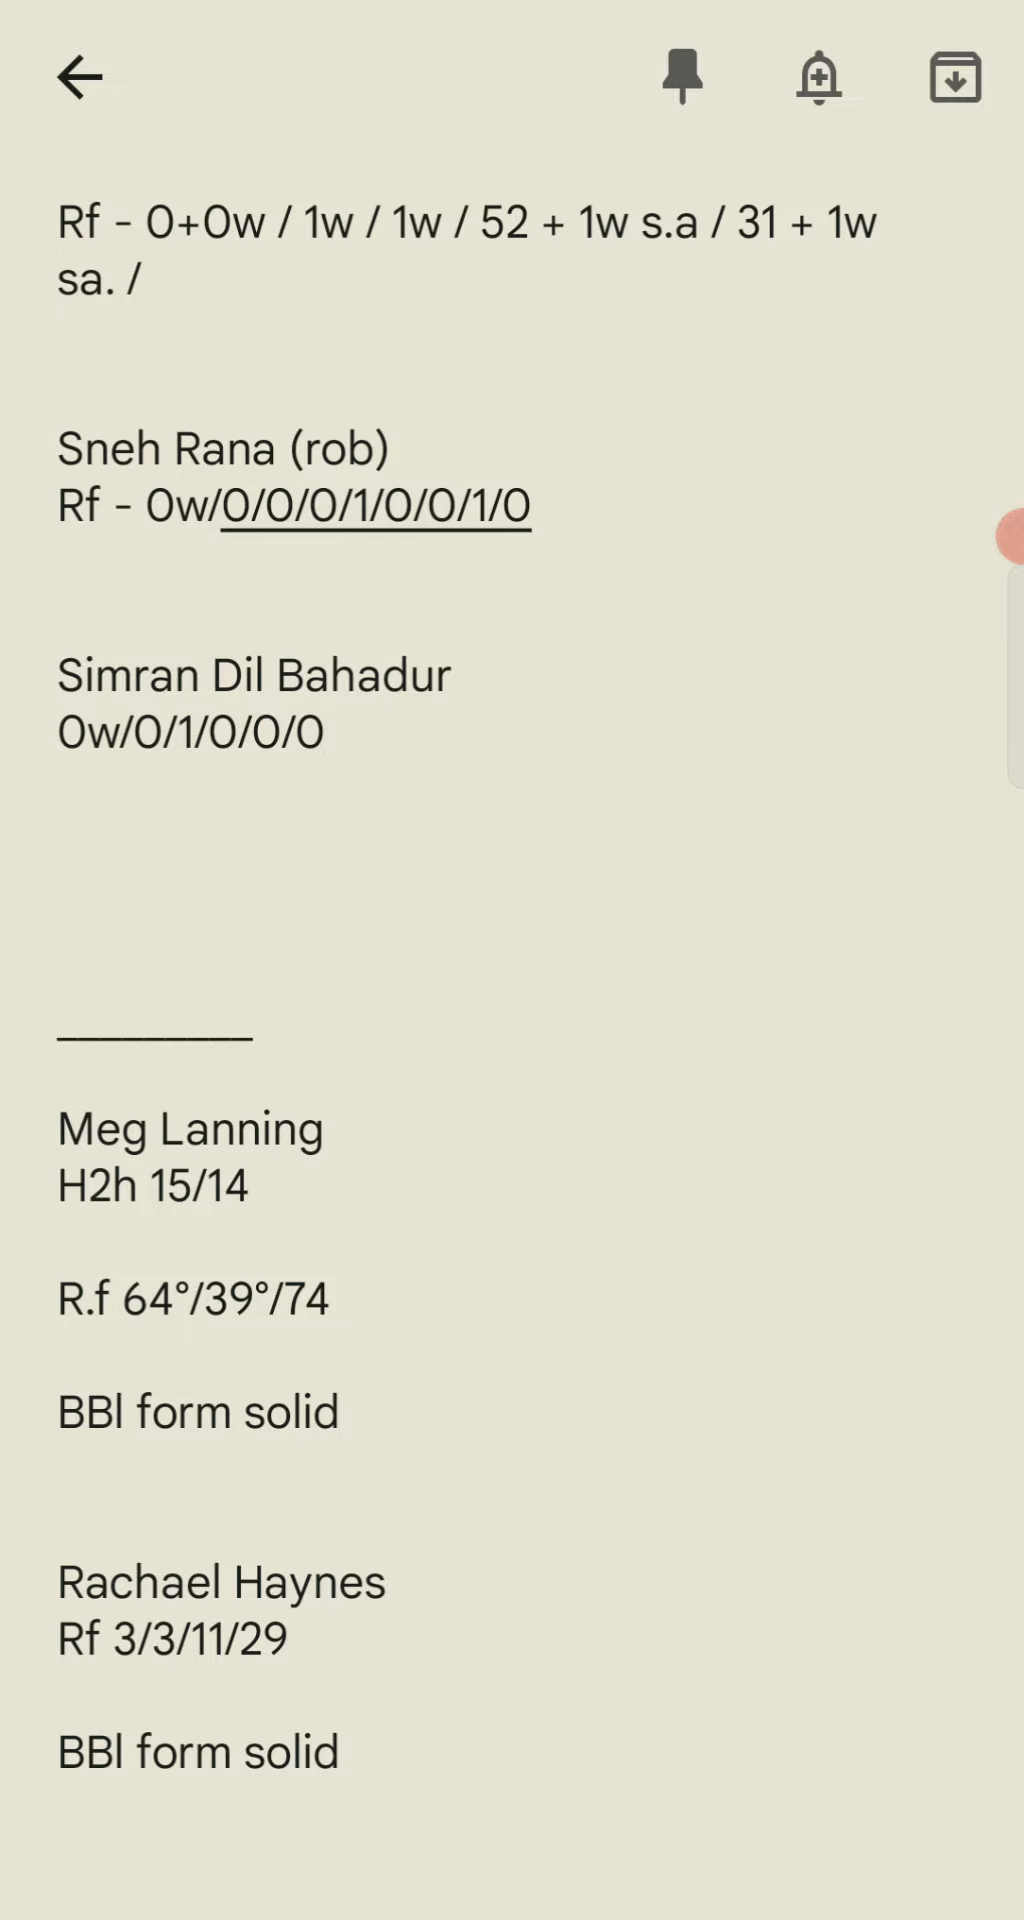 Rf - 0+0w / 1w / 1w / 52 + 1w s.a / 31 + 1w
sa. /
Sneh Rana (rob)
Rf - 0w/0/0/0/1/0/0/1/0
Simran Dil Bahadur
0w/0/1/0/0/0
_________
Meg Lanning
H2h 15/14
R.f 64°/39°/74
BBl form solid
Rachael Haynes
Rf 3/3/11/29
BBl form solid